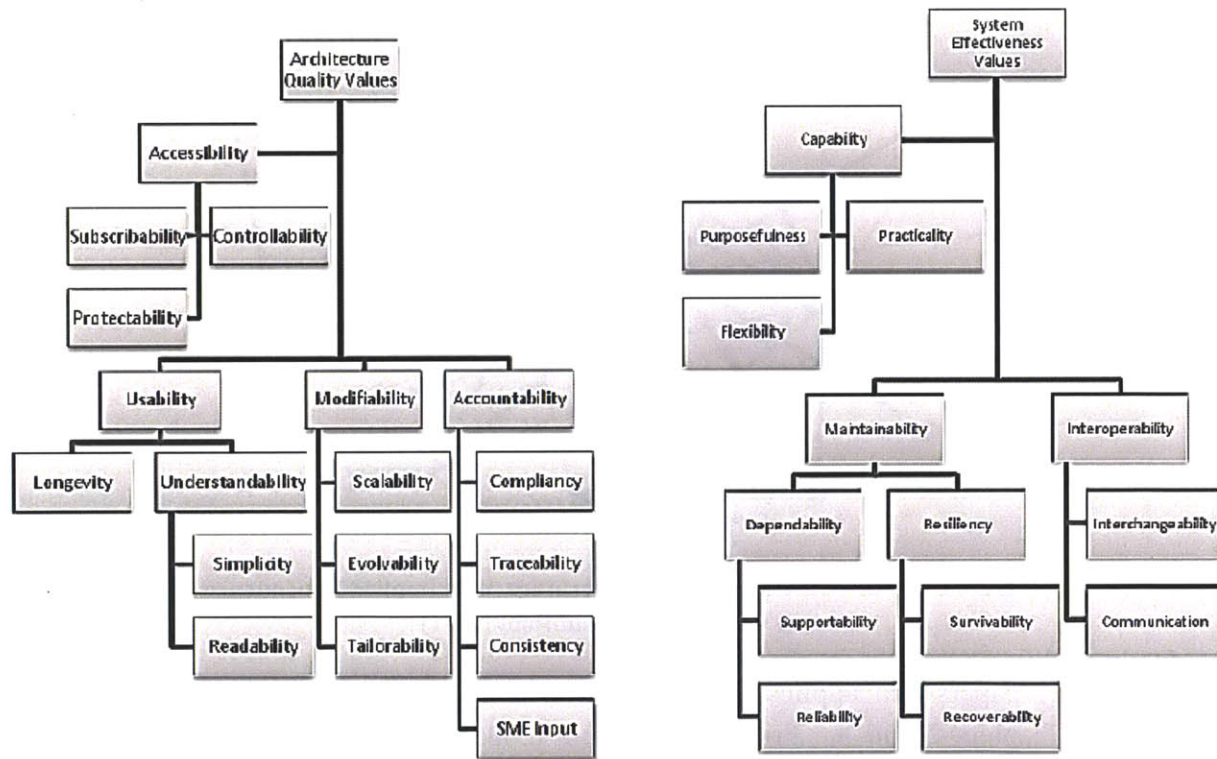 Architecture
Quality Values
Accessibility
Subscribability
Controllability
Protectability
Usability
Modifiability
Accountability
Longevity
Understandability
Scalability
Compliancy
Simplicity
Evolvability
Traceability
Readability
Tailorability
Consistency
SME Input
System
Effectiveness
Values
Capability
Purposefulness
Practicality
Flexibility
Maintainability
Interoperability
Dependability
Resiliency
Interchangeability
Supportability
Survivability
Communication
Reliability
Recoverability